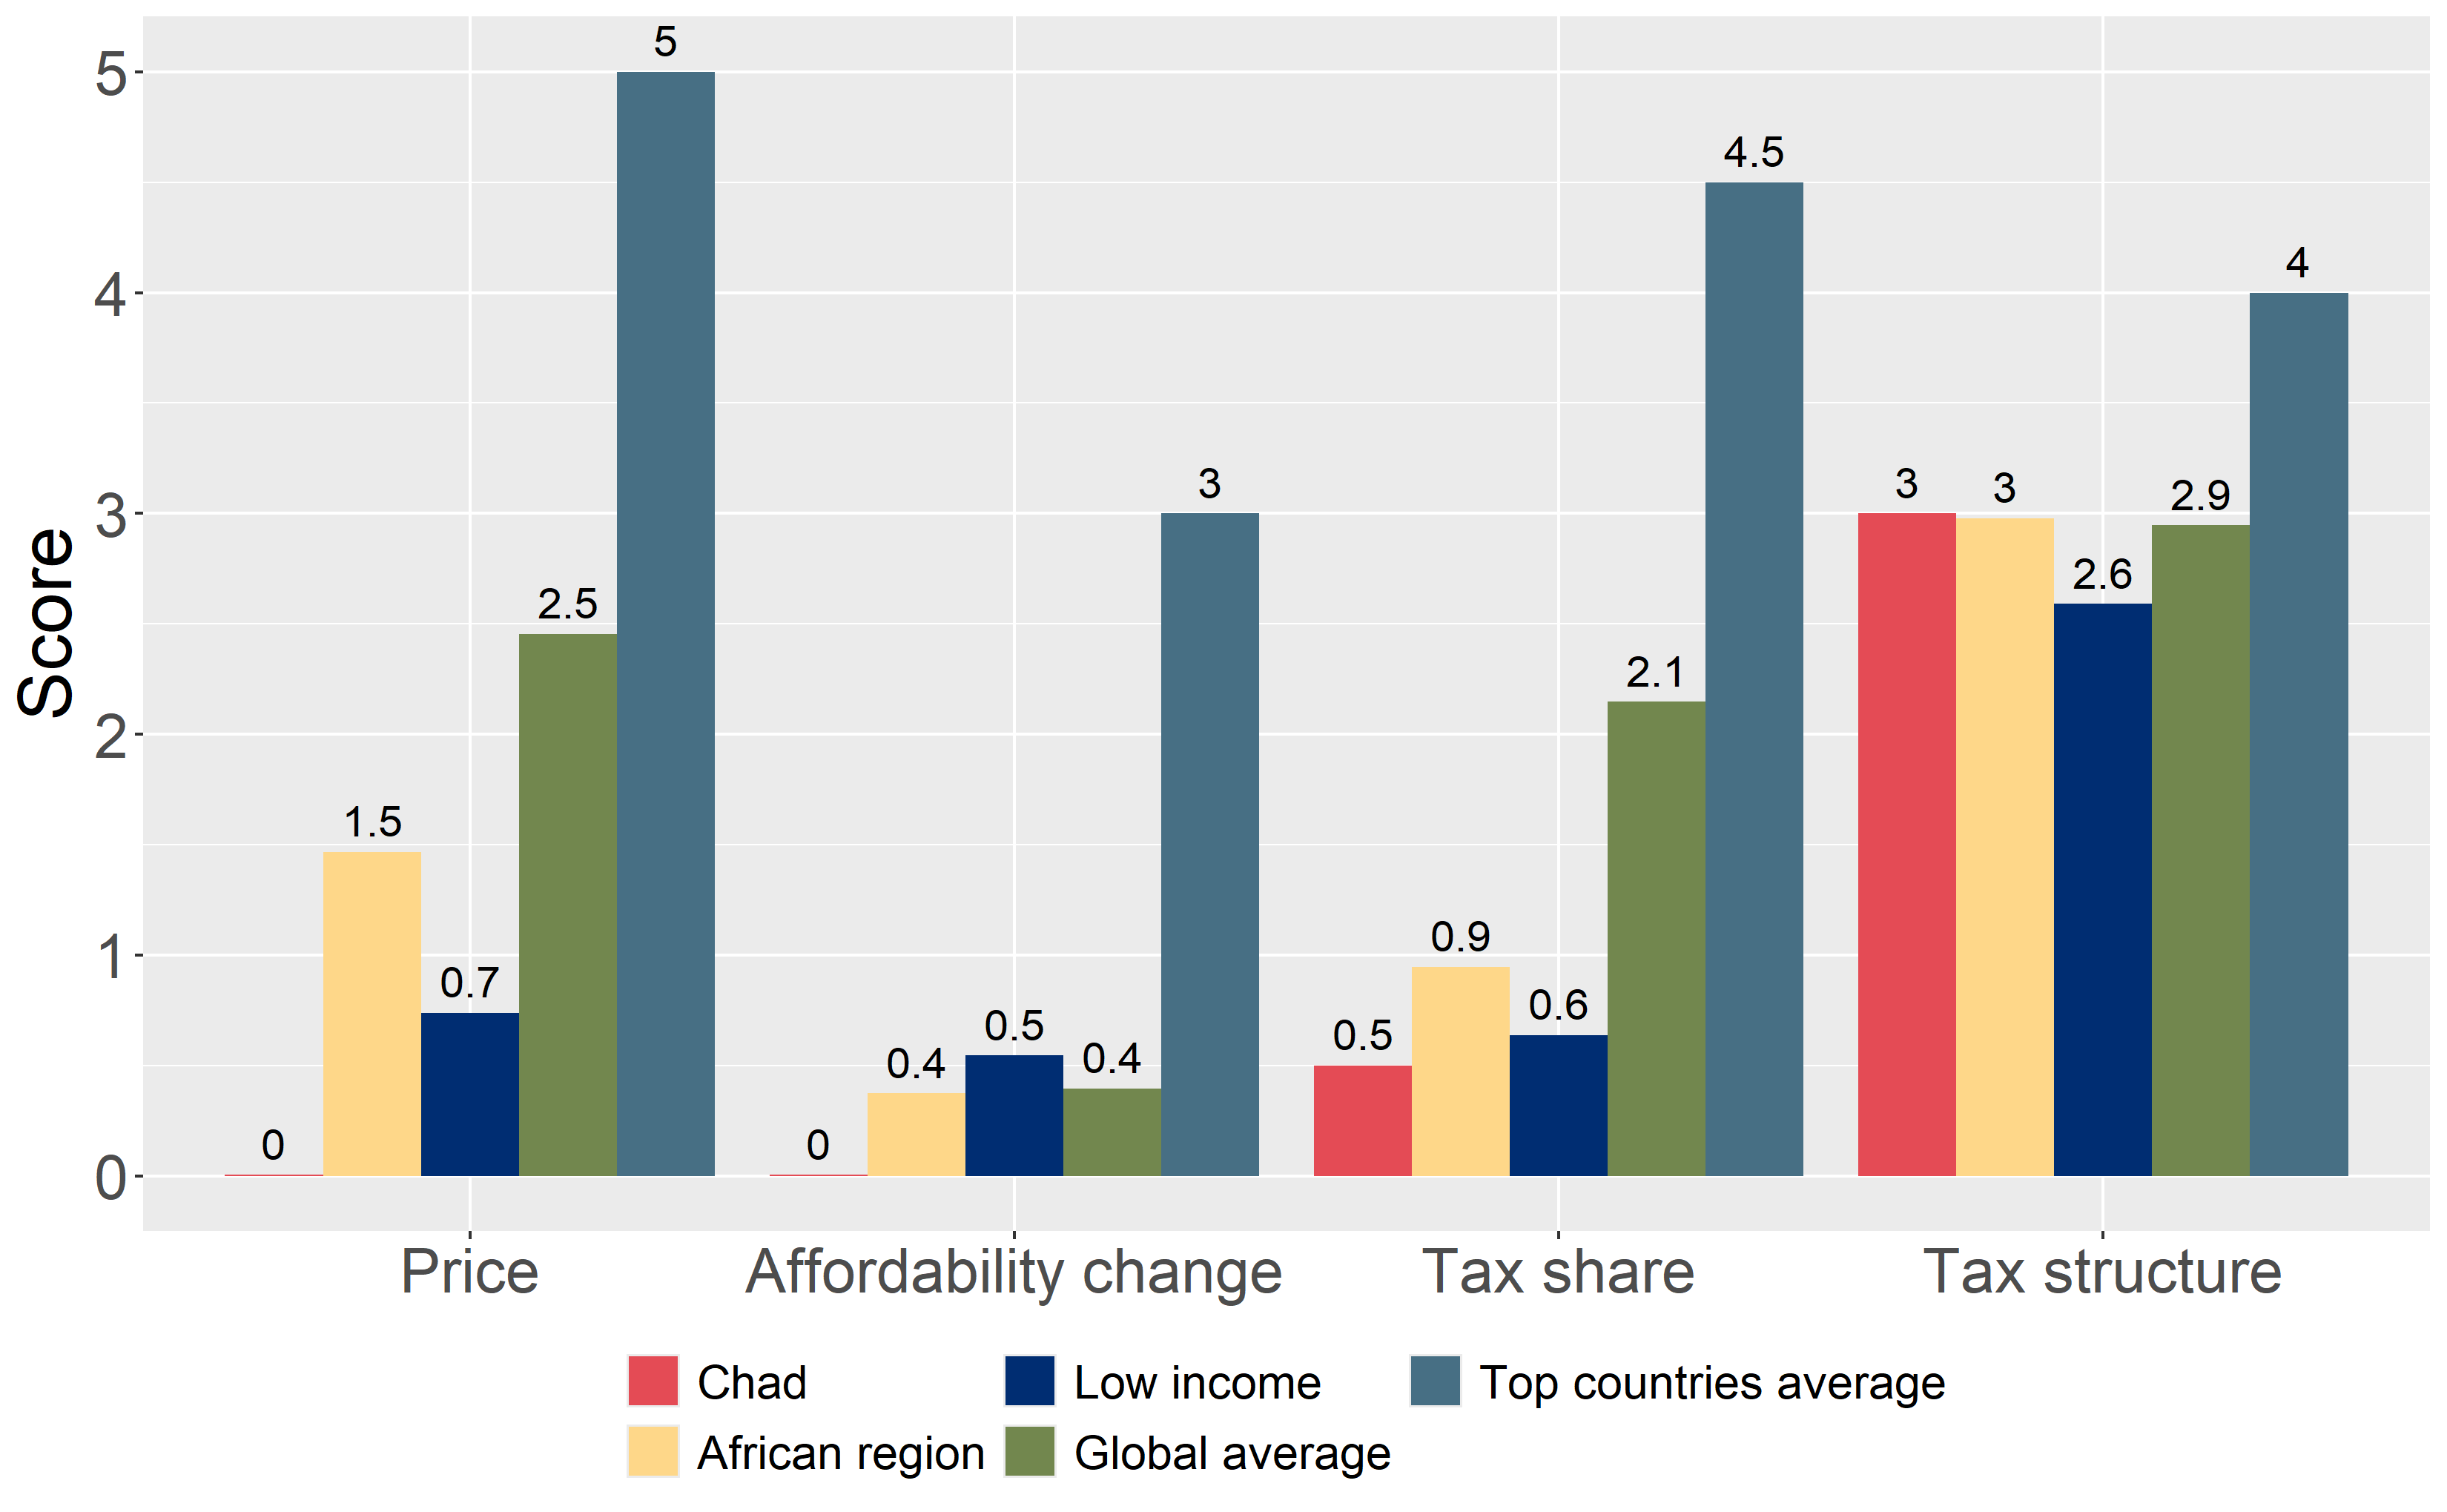 Score
5
4
3
2
1
0
0 1.5 0.7 2.5 5
0 0.4 0.5 0.4 3
0.5 0.9 0.6 2.1 4.5
3 3 2.6 2.9 4
Price Affordability change Tax share Tax structure
Chad Low income Top countries average
African region Global average